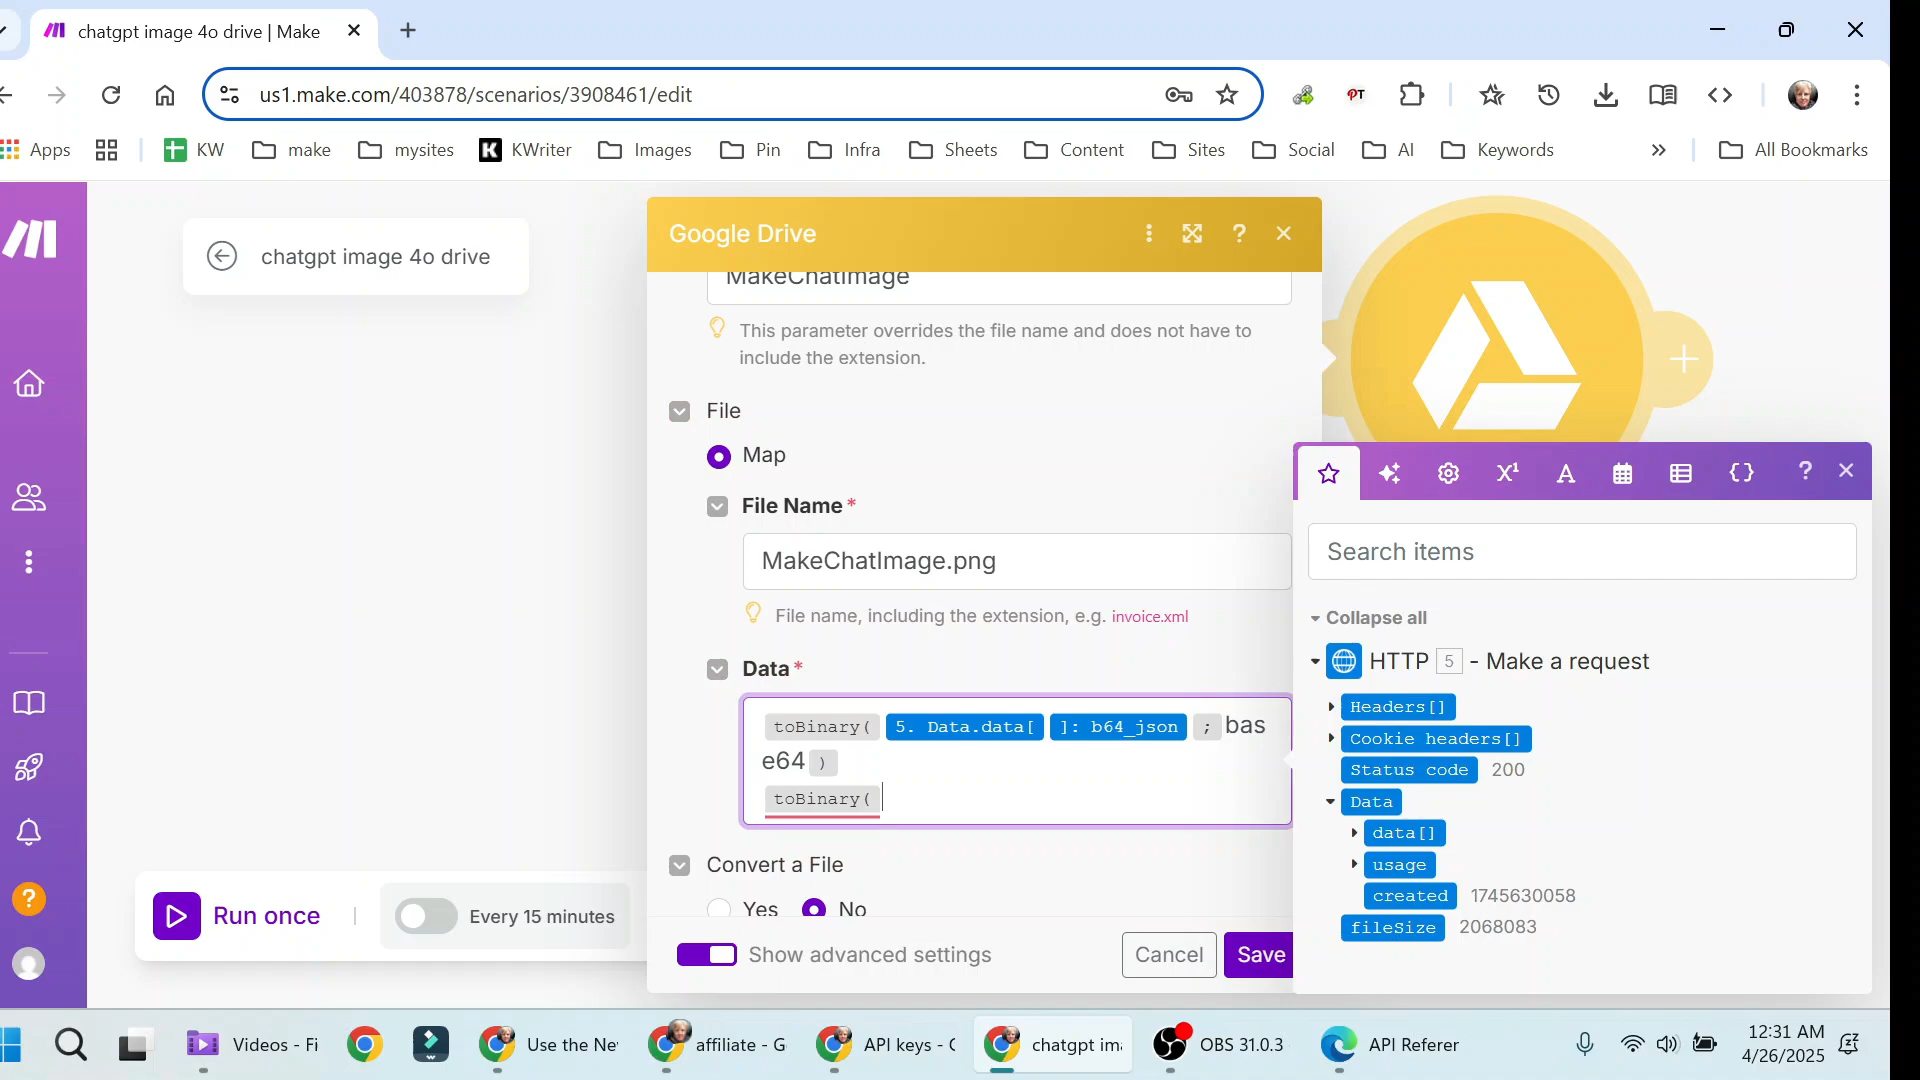 chatgpt image 4o drive | Make
us1.make.com/403878/scenarios/3908461/edit
Apps
KW
make
mysites
KWriter
Images
Pin
Infra
Sheets
Content
Sites
Social
AI
Keywords
All Bookmarks
chatgpt image 4o drive
Google Drive
MakeChatImage
This parameter overrides the file name and does not have to
include the extension.
File
Map
File Name*
MakeChatImage.png
File name, including the extension, e.g. invoice.xml
Data*
toBinary( 5. Data.data[ ]: b64_json ; bas
e64 )
toBinary(
Convert a File
Yes No
Show advanced settings
Cancel
Save
Search items
Collapse all
HTTP 5 - Make a request
Headers[]
Cookie headers[]
Status code 200
Data
data[]
usage
created 1745630058
fileSize 2068083
Run once
Every 15 minutes
Videos - Fi
Use the Ne
affiliate - G
API keys - C
chatgpt im
OBS 31.0.3
API Referer
12:31 AM
4/26/2025